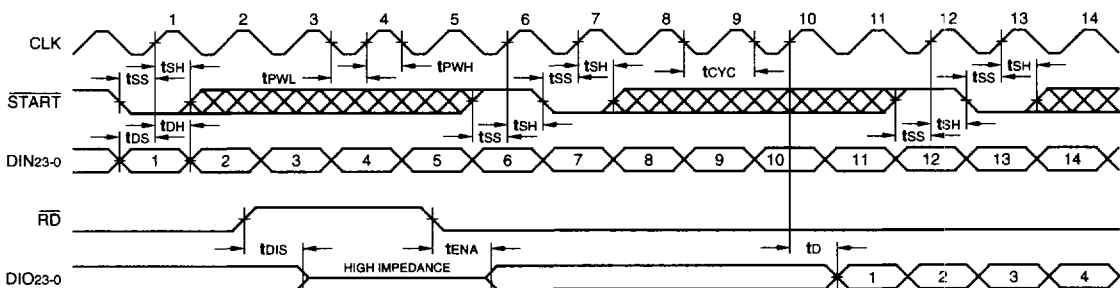 1 2 3 4 5 6 7 8 9 10 11 12 13 14
CLK
tSS tSH tPWL tPWH tSS tSH tCYC tSS tSH
START
tDS tDH tSS tSH tSS tSH
DIN23-0 1 2 3 4 5 6 7 8 9 10 11 12 13 14
RD
tDIS tENA tD
DIO23-0 HIGH IMPEDANCE 1 2 3 4